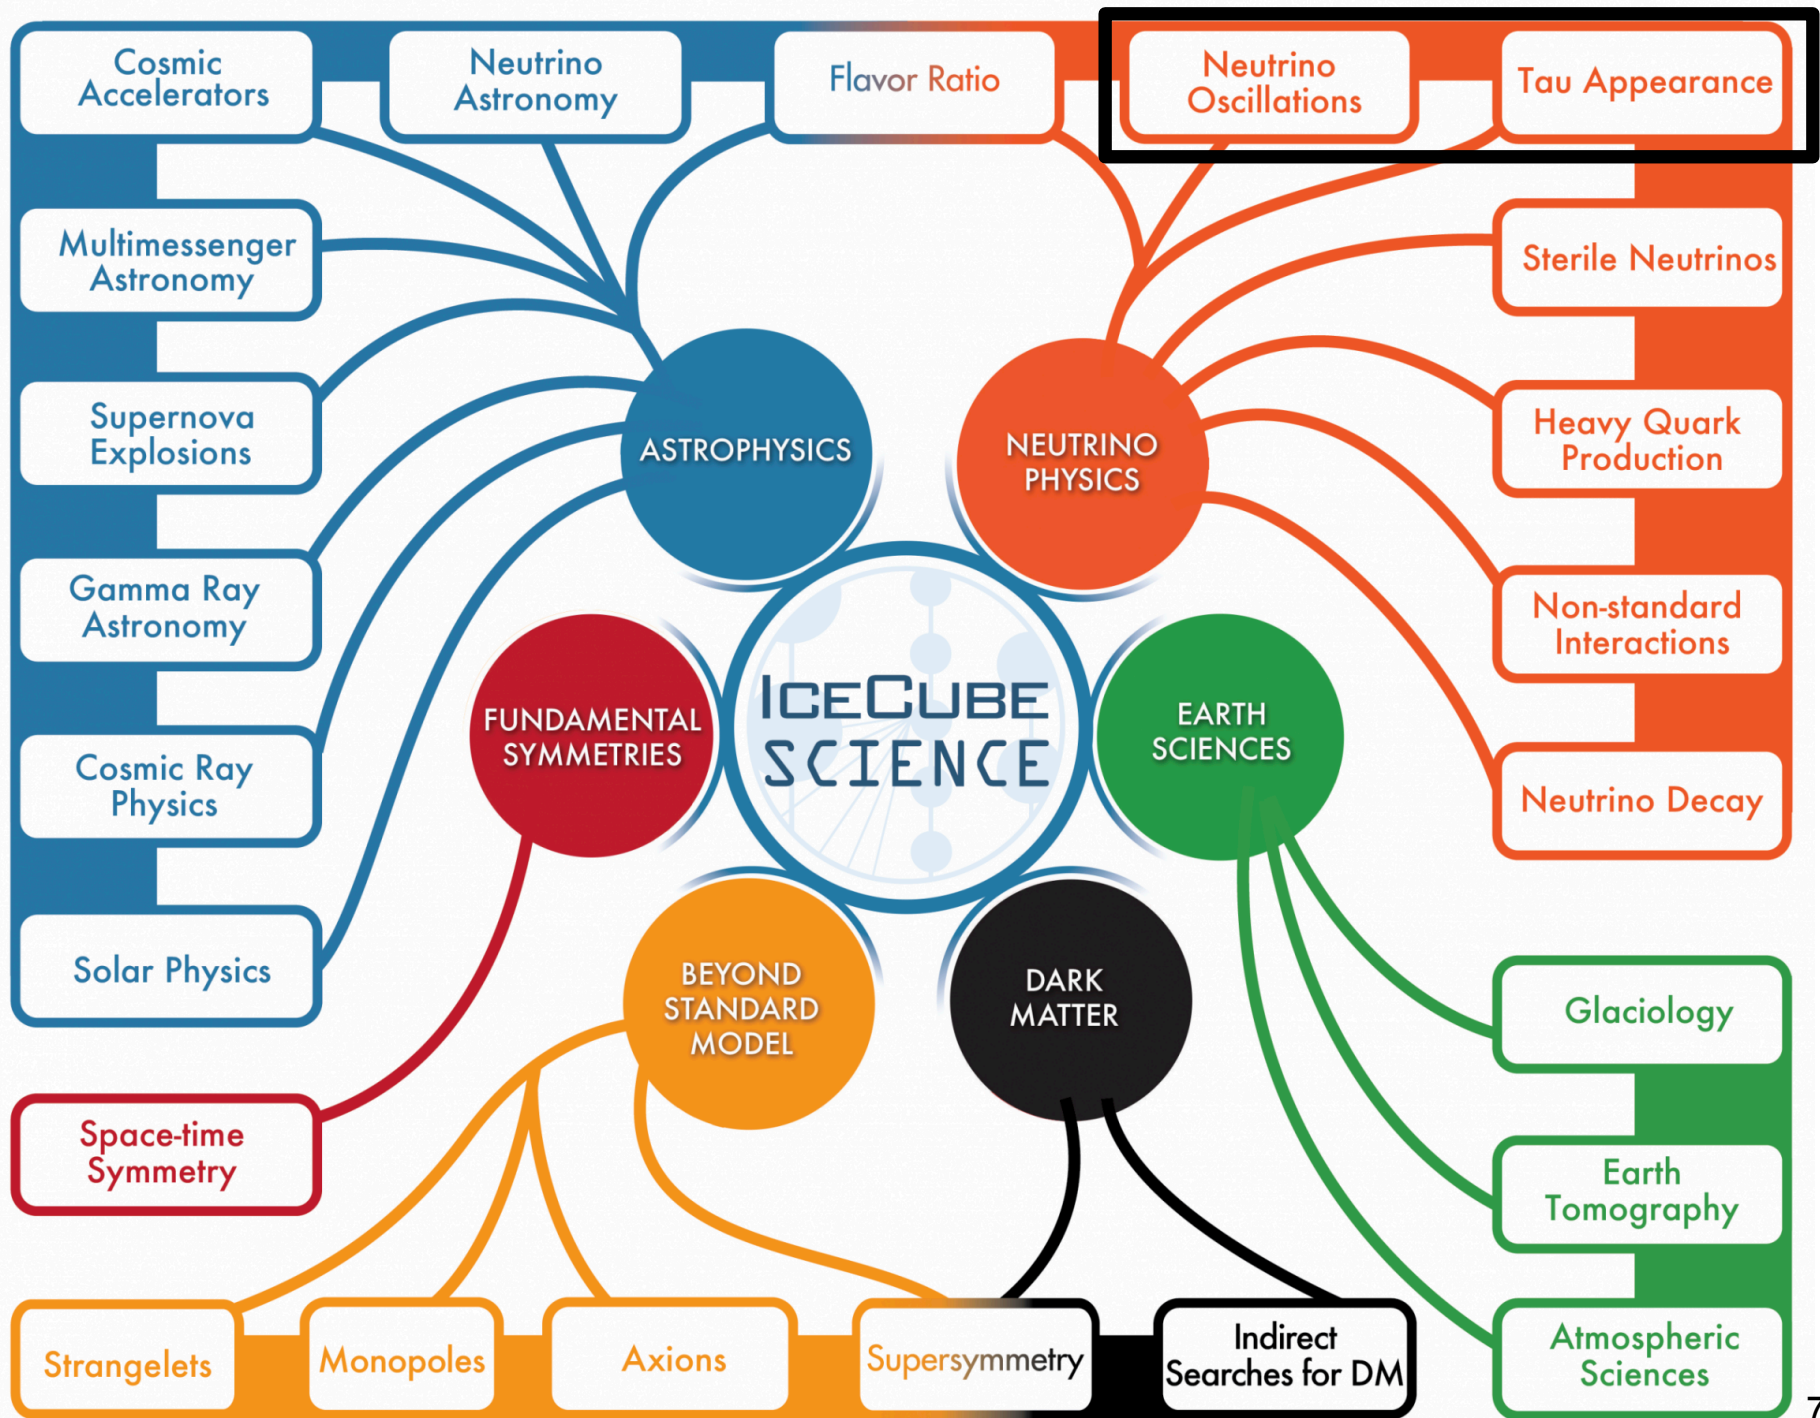 Cosmic
Accelerators
Neutrino
Astronomy
Flavor Ratio
Neutrino
Oscillations
Tau Appearance
Multimessenger
Astronomy
Sterile Neutrinos
Supernova
Explosions
ASTROPHYSICS
NEUTRINO
PHYSICS
Heavy Quark
Production
Gamma Ray
Astronomy
Non-standard
Interactions
FUNDAMENTAL
SYMMETRIES
ICECUBE
SCIENCE
EARTH
SCIENCES
Cosmic Ray
Physics
Neutrino Decay
Solar Physics
BEYOND
STANDARD
MODEL
DARK
MATTER
Glaciology
Space-time
Symmetry
Earth
Tomography
Strangelets
Monopoles
Axions
Supersymmetry
Indirect
Searches for DM
Atmospheric
Sciences
7